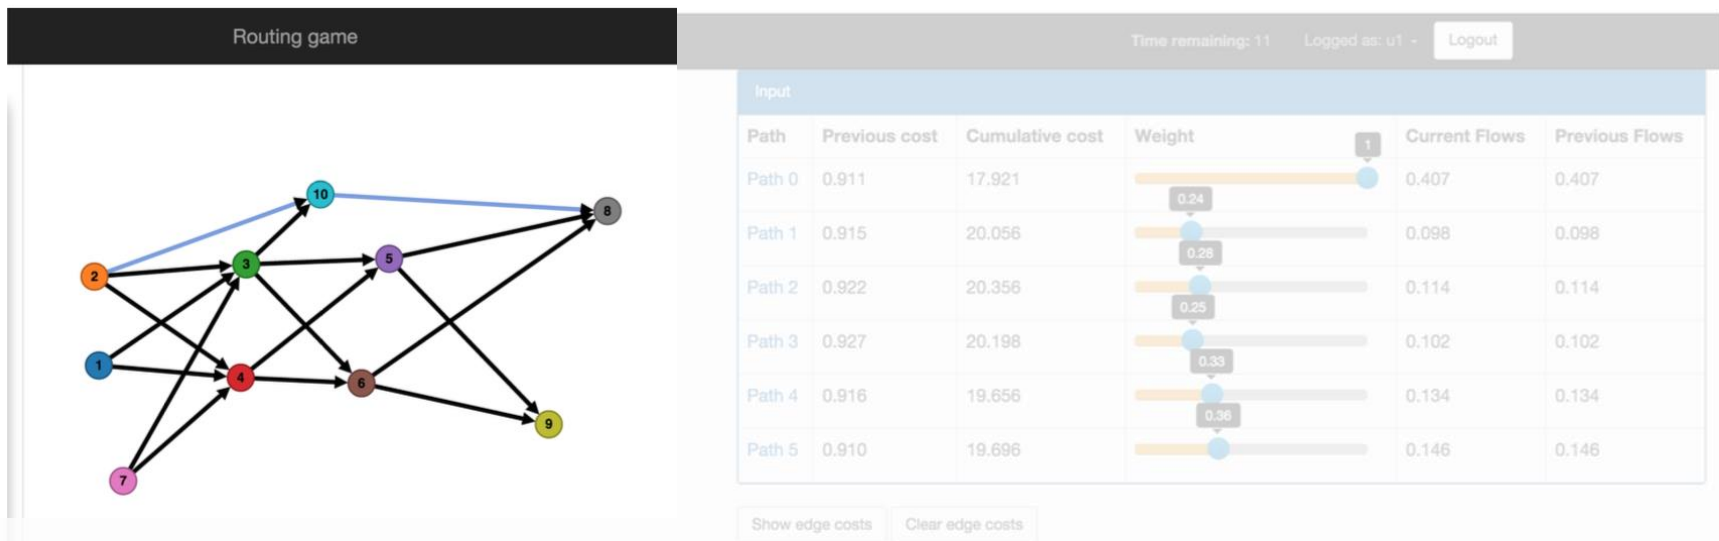 Routing game
Time remaining: 11 Logged as: u1 Logout
10
8
2
3
5
1
4
6
9
7
Input
Path Previous cost Cumulative cost Weight Current Flows Previous Flows
1
Path 0 0.911 17.921 0.407 0.407
0.24
Path 1 0.915 20.056 0.098 0.098
0.28
Path 2 0.922 20.356 0.114 0.114
0.25
Path 3 0.927 20.198 0.102 0.102
0.33
Path 4 0.916 19.656 0.134 0.134
0.36
Path 5 0.910 19.696 0.146 0.146
Show edge costs Clear edge costs